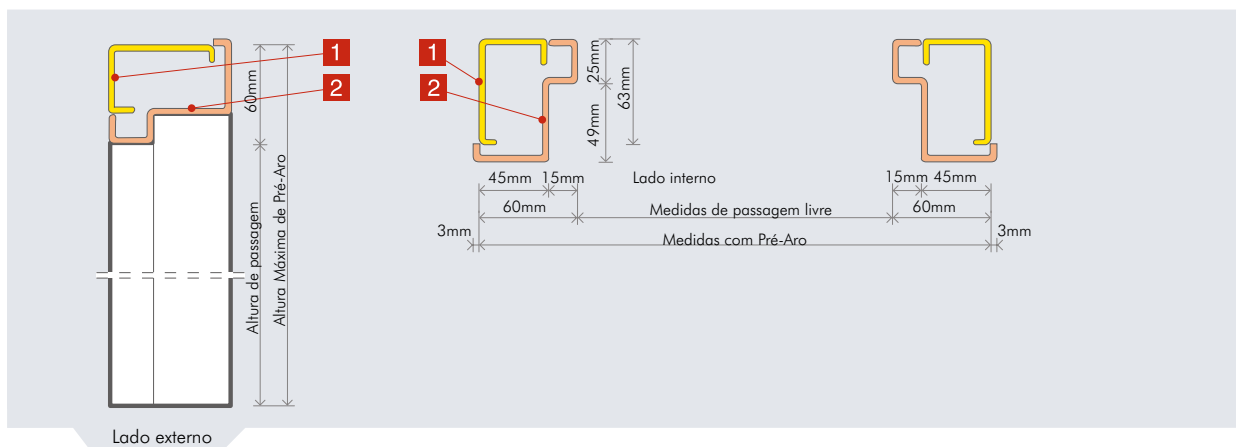 1
2
60mm
Altura de passagem
Altura Máxima de Pré-Aro
Lado externo
1
2
25mm
49mm
63mm
45mm 15mm
Lado interno
15mm 45mm
60mm
Medidas de passagem livre
60mm
3mm
Medidas com Pré-Aro
3mm